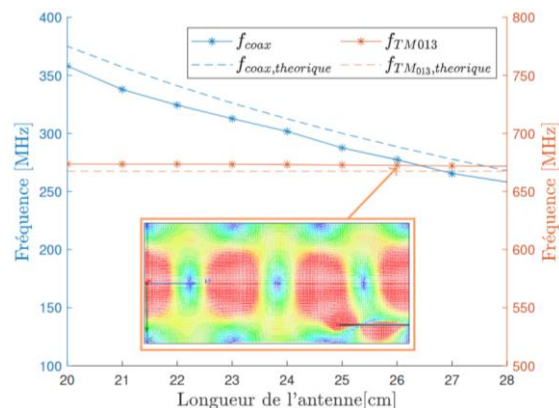 f_coax
f_coax,theorique
f_TM013
f_TM013,theorique
Fréquence [MHz]
400
350
300
250
200
150
100
Fréquence [MHz]
800
750
700
650
600
550
500
20 21 22 23 24 25 26 27 28
Longueur de l'antenne[cm]